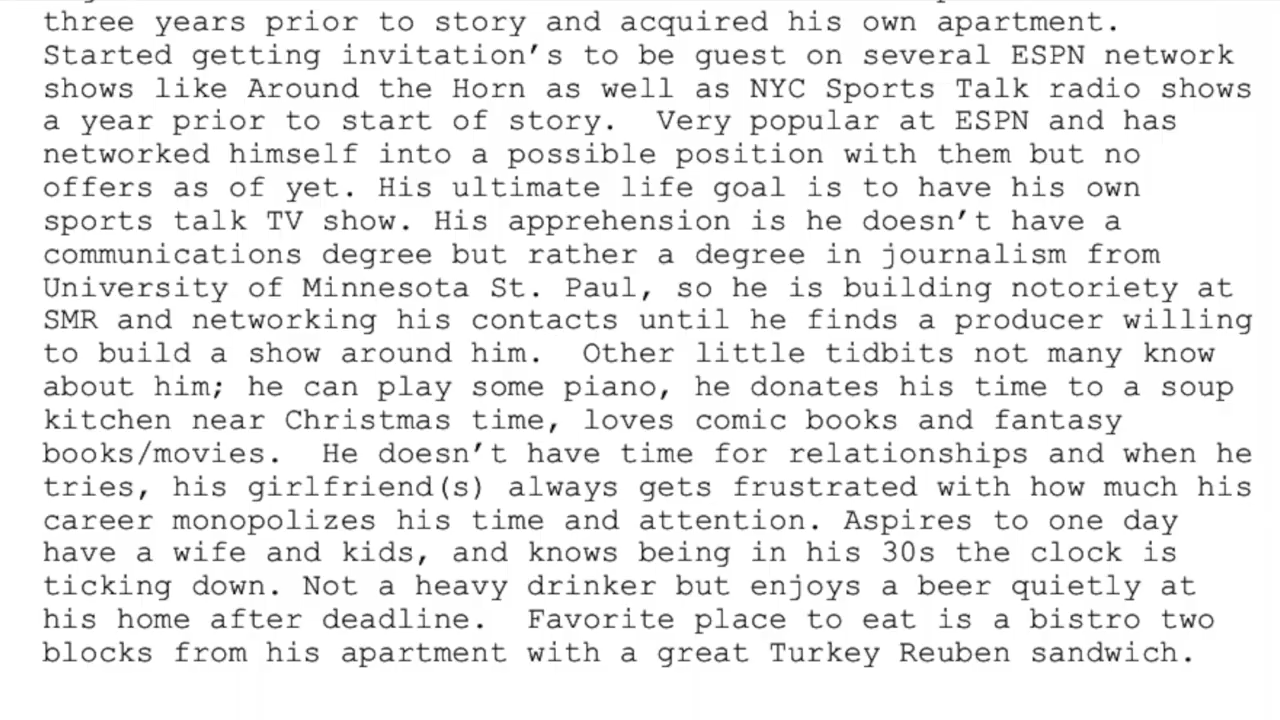 three years prior to story and acquired his own apartment.
Started getting invitation’s to be guest on several ESPN network
shows like Around the Horn as well as NYC Sports Talk radio shows
a year prior to start of story.  Very popular at ESPN and has
networked himself into a possible position with them but no
offers as of yet. His ultimate life goal is to have his own
sports talk TV show. His apprehension is he doesn’t have a
communications degree but rather a degree in journalism from
University of Minnesota St. Paul, so he is building notoriety at
SMR and networking his contacts until he finds a producer willing
to build a show around him.  Other little tidbits not many know
about him; he can play some piano, he donates his time to a soup
kitchen near Christmas time, loves comic books and fantasy
books/movies.  He doesn’t have time for relationships and when he
tries, his girlfriend(s) always gets frustrated with how much his
career monopolizes his time and attention. Aspires to one day
have a wife and kids, and knows being in his 30s the clock is
ticking down. Not a heavy drinker but enjoys a beer quietly at
his home after deadline.  Favorite place to eat is a bistro two
blocks from his apartment with a great Turkey Reuben sandwich.